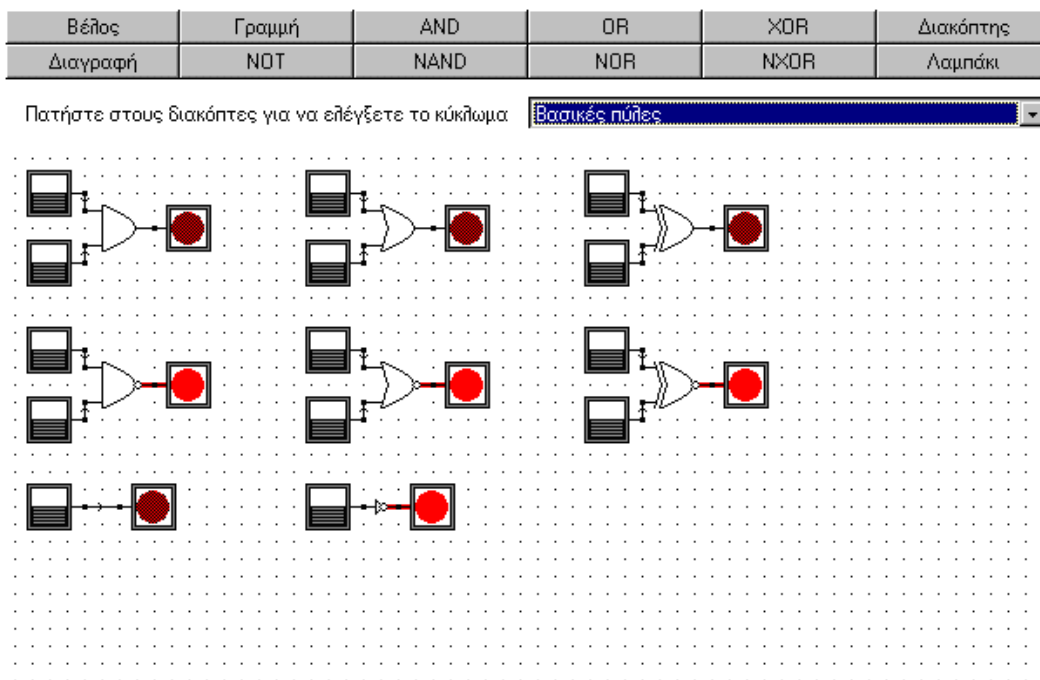 Βέλος Γραμμή AND OR XOR Διακόπτης
Διαγραφή NOT NAND NOR NXOR Λαμπάκι
Πατήστε στους διακόπτες για να ελέγξετε το κύκλωμα Βασικές πύλες